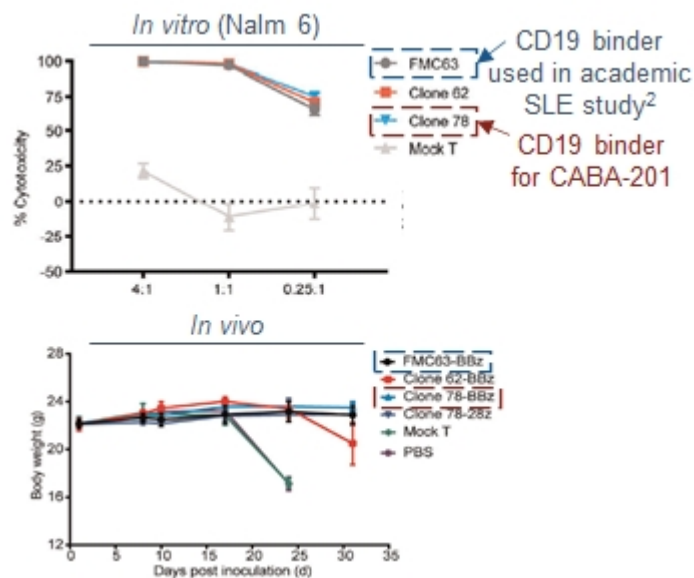 In vitro (Nalm 6)
100
75
50
25
0
-25
-50
% Cytotoxicity
4:1
1:1
0.25:1
FMC63
Clone 62
Clone 78
Mock T
CD19 binder
used in academic
SLE study2
CD19 binder
for CABA-201
In vivo
28
24
20
16
12
Body weight (g)
0
5
10
15
20
25
30
35
Days post inoculation (d)
FMC63-BBz
Clone 62-BBz
Clone 78-BBz
Clone 78-28z
Mock T
PBS